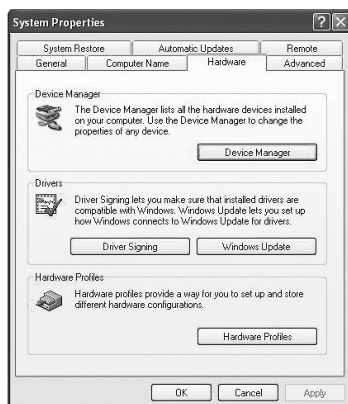 System Properties
System Restore Automatic Updates Remote
General Computer Name Hardware Advanced
Device Manager
The Device Manager lists all the hardware devices installed
on your computer. Use the Device Manager to change the
properties of any device.
Device Manager
Drivers
Driver Signing lets you make sure that installed drivers are
compatible with Windows. Windows Update lets you set up
how Windows connects to Windows Update for drivers.
Driver Signing Windows Update
Hardware Profiles
Hardware profiles provide a way for you to set up and store
different hardware configurations.
Hardware Profiles
OK Cancel Apply